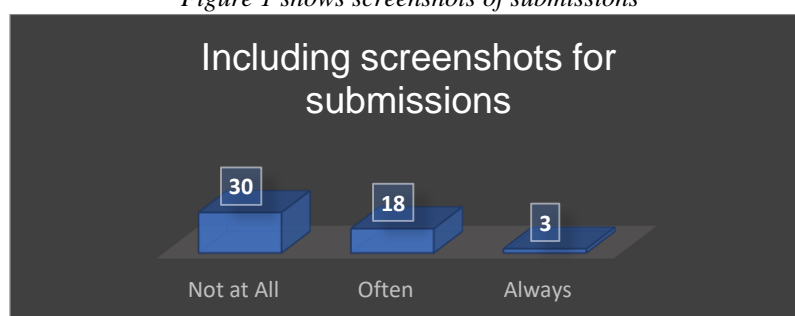 Figure 1 shows screenshots of submissions
Including screenshots for
submissions
30
18
3
Not at All
Often
Always